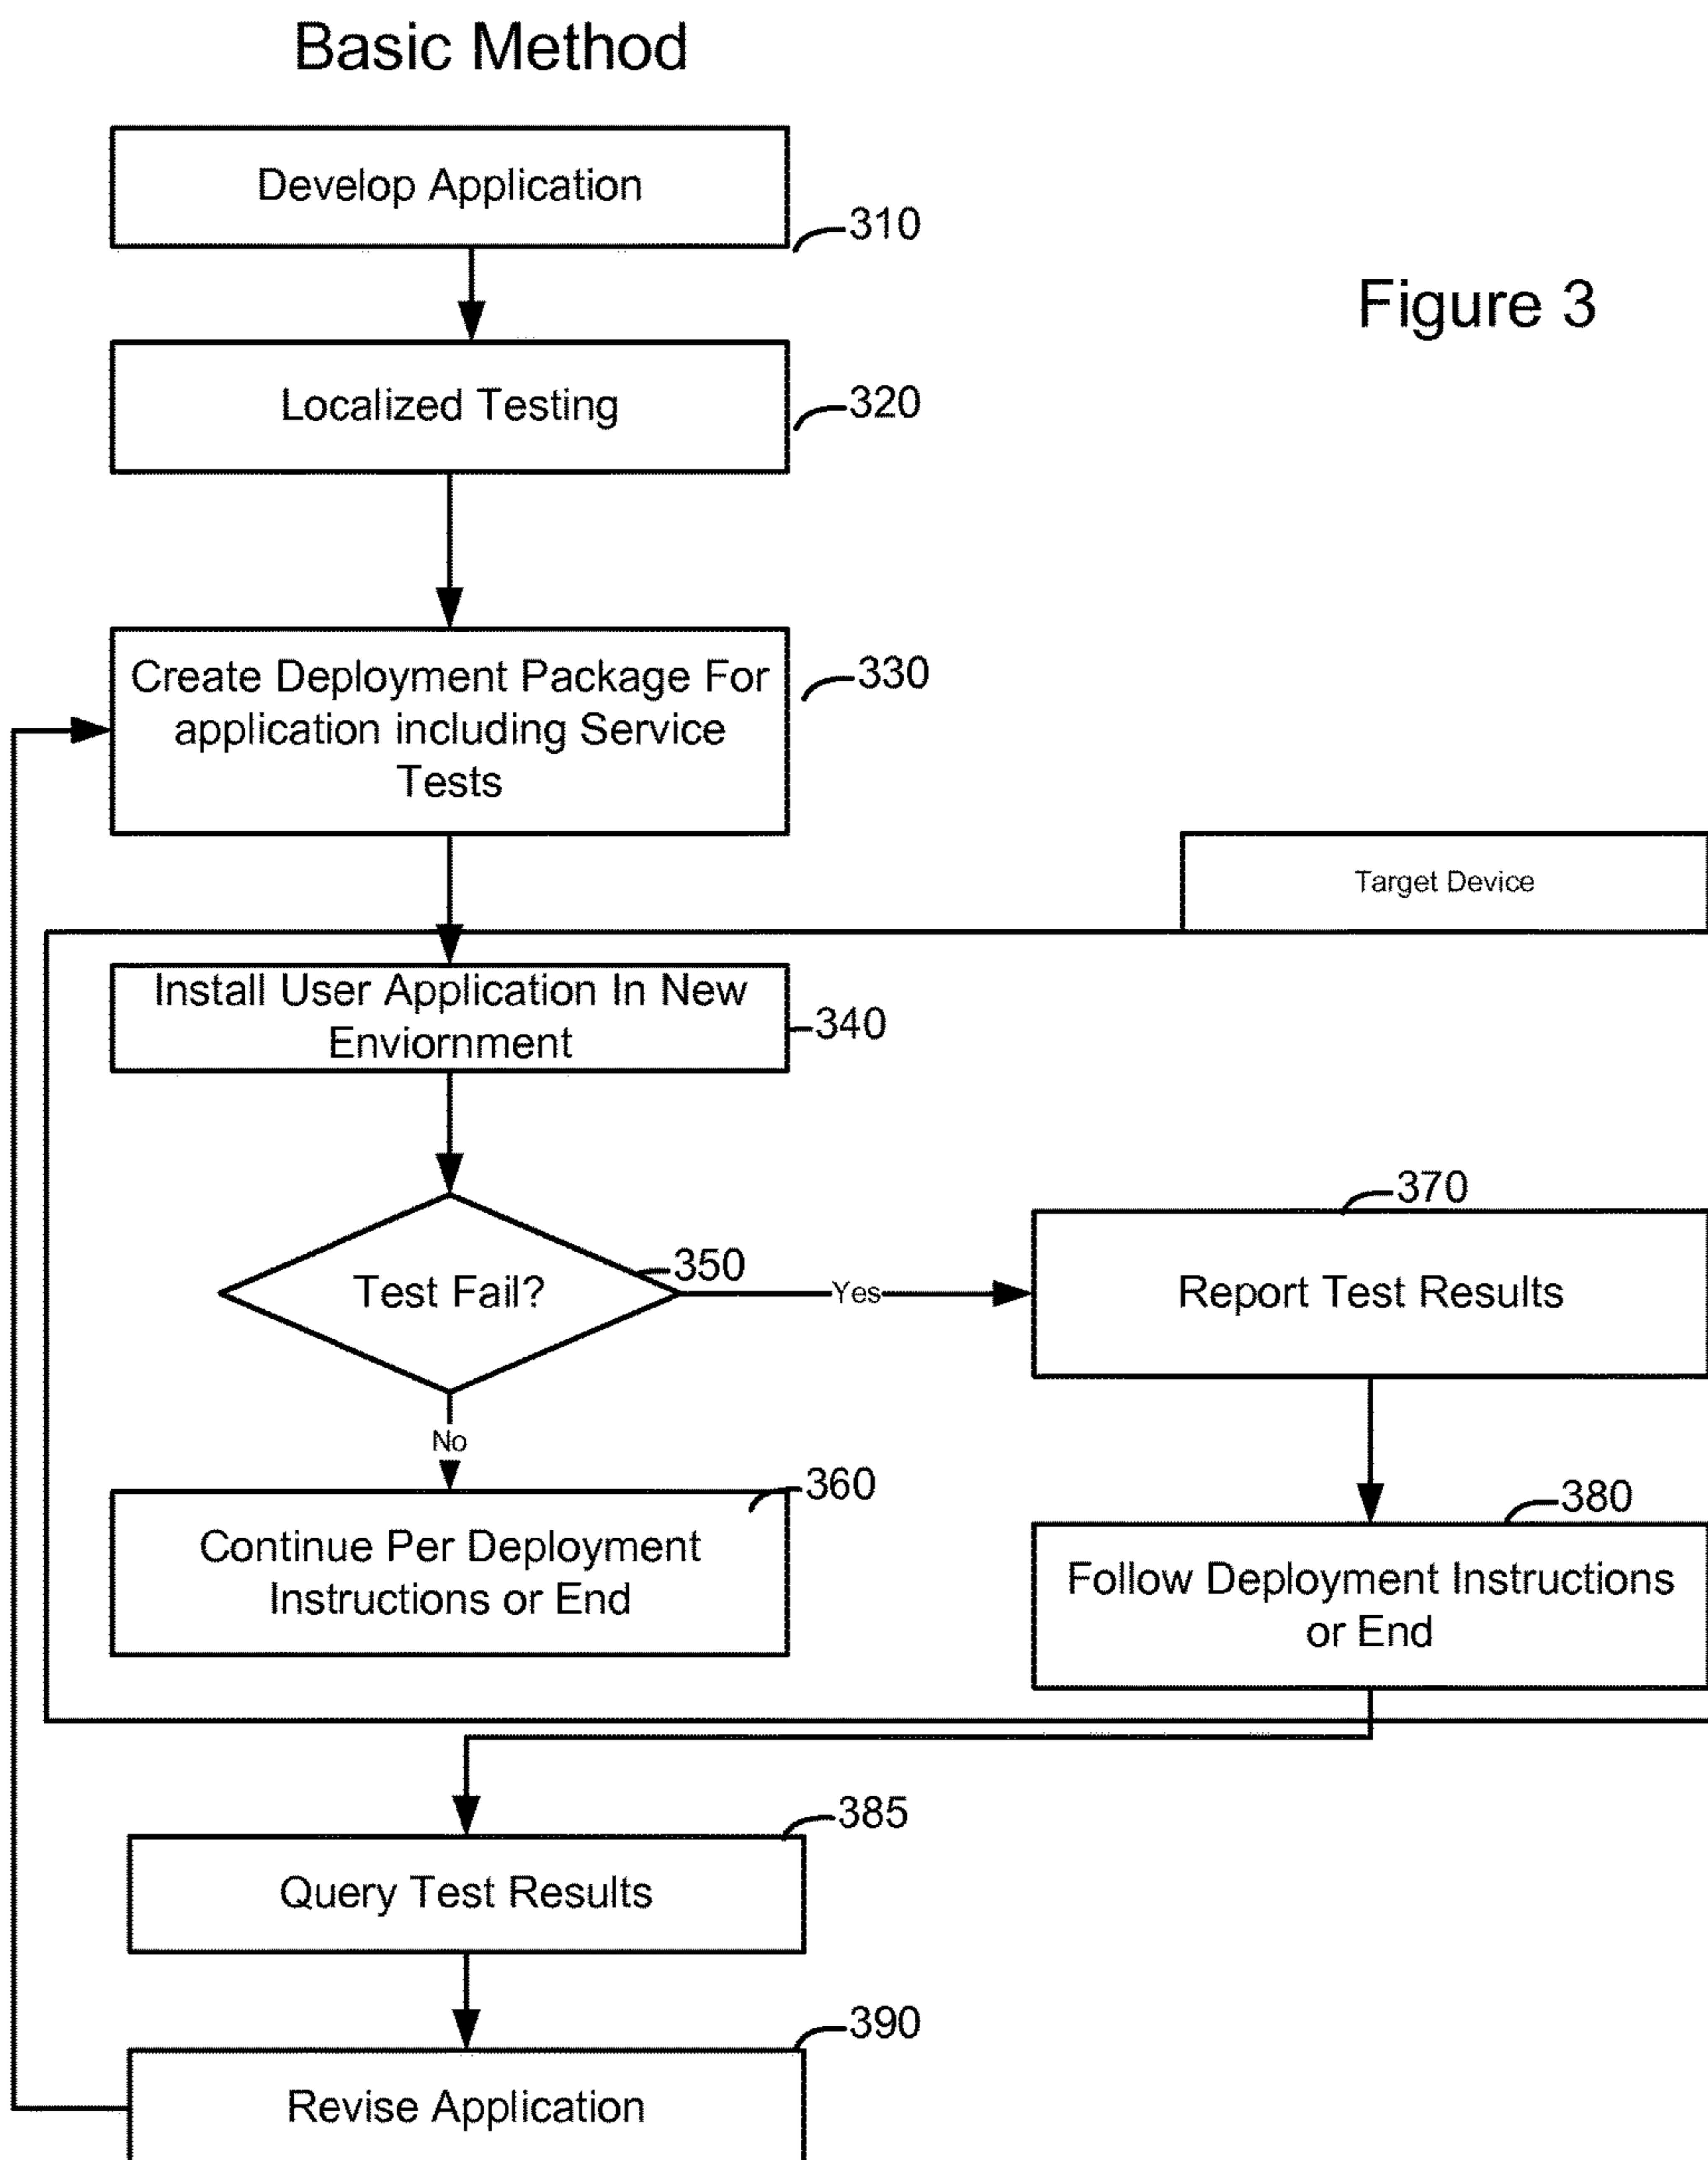 Basic Method
Develop Application
310
Figure 3
Localized Testing
320
Create Deployment Package For
application including Service
Tests
330
Target Device
Install User Application In New
Enviornment
340
Test Fail?
350
Yes
370
Report Test Results
No
360
Continue Per Deployment
Instructions or End
380
Follow Deployment Instructions
or End
385
Query Test Results
390
Revise Application